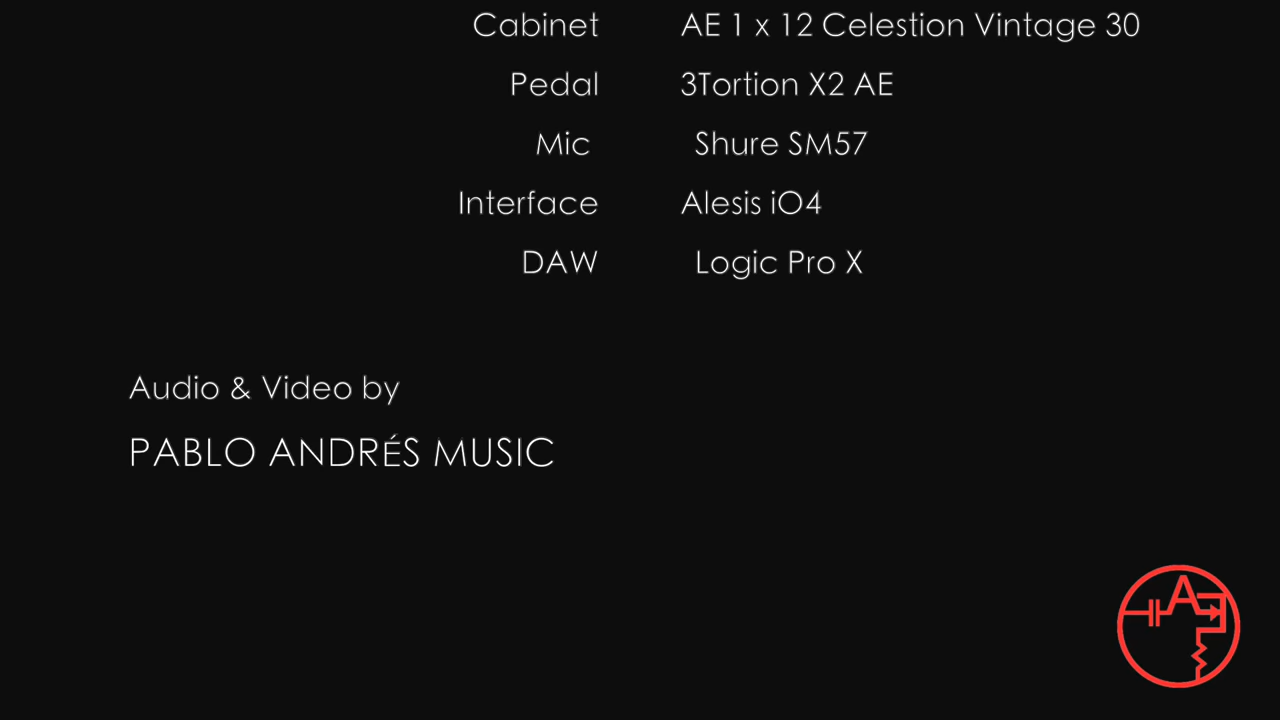 Cabinet AE 1 x 12 Celestion Vintage 30
Pedal 3Tortion X2 AE
Mic Shure SM57
Interface Alesis iO4
DAW Logic Pro X
Audio & Video by
PABLO ANDRÉS MUSIC
AE